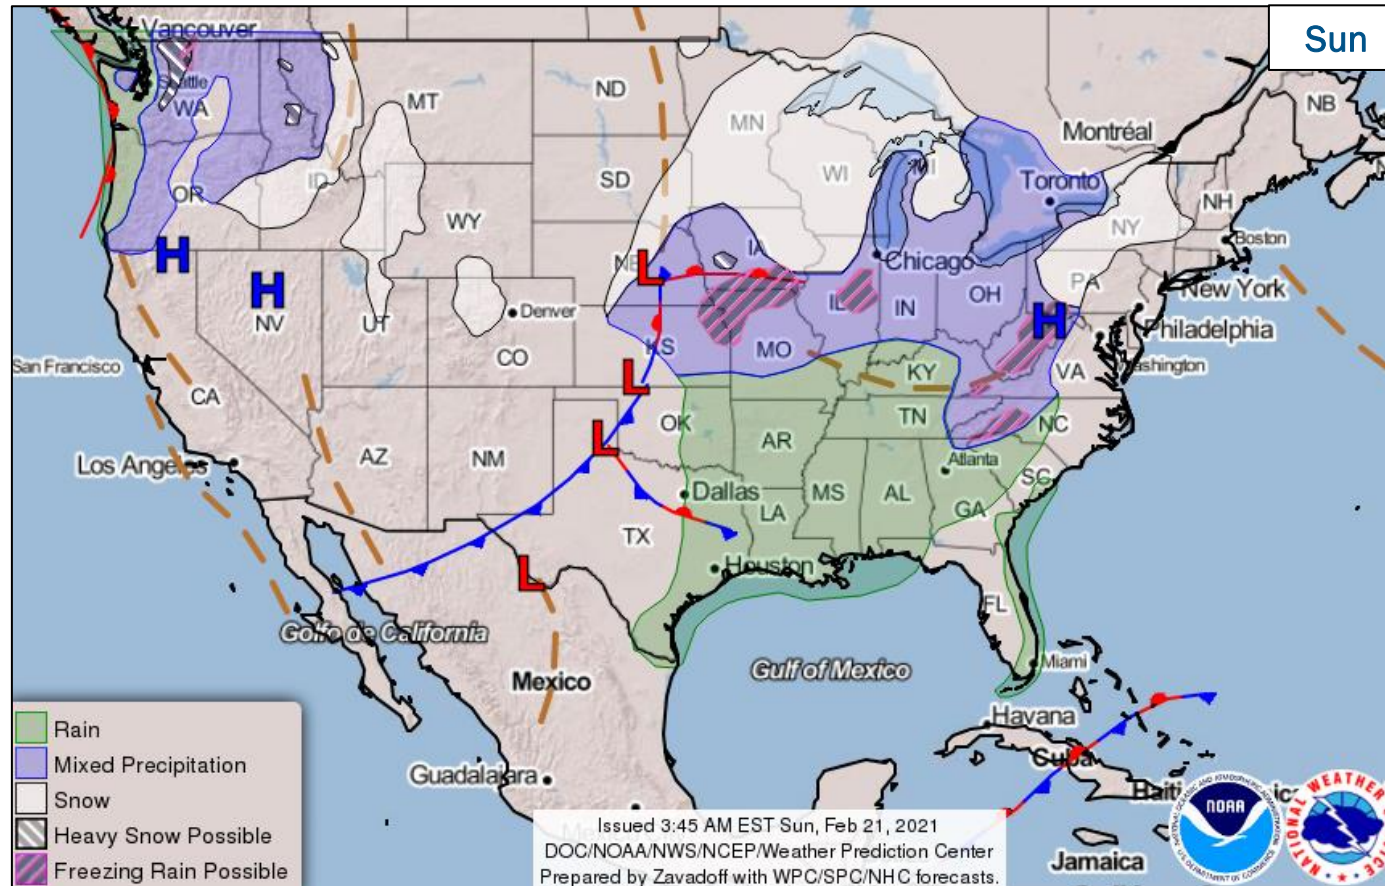 Sun
Vancouver
Seattle
WA
MT
ND
MN
Montréal
NB
OR
ID
SD
WI
MI
Toronto
NH
NY
Boston
WY
H
H
NV
L
NE
IA
Chicago
IL
IN
OH
PA
New York
H
Philadelphia
Washington
UT
Denver
CO
KS
MO
KY
VA
San Francisco
CA
L
OK
TN
NC
AR
L
AZ
NM
Los Angeles
Atlanta
SC
Dallas
MS
AL
GA
LA
TX
L
Houston
FL
Golfo de California
Mexico
Gulf of Mexico
Miami
Havana
Cuba
Guadalajara
Jamaica
Rain
Mixed Precipitation
Snow
Heavy Snow Possible
Freezing Rain Possible
Issued 3:45 AM EST Sun, Feb 21, 2021
DOC/NOAA/NWS/NCEP/Weather Prediction Center
Prepared by Zavadoff with WPC/SPC/NHC forecasts.
NOAA